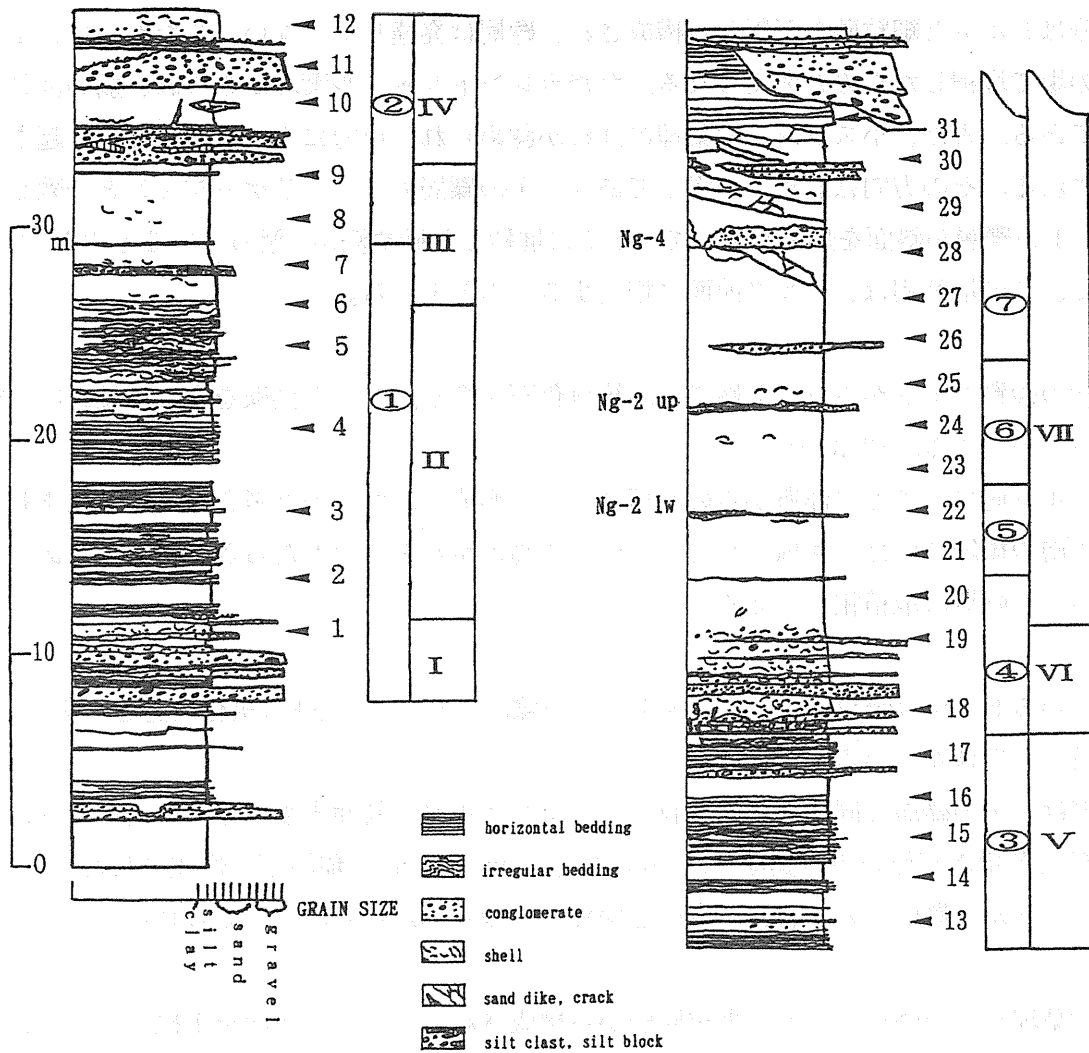 12
11
10
9
8
7
6
5
4
3
2
1
30
m
20
10
0
②
①
IV
III
II
I
GRAIN SIZE
clay
silt
sand
gravel
horizontal bedding
irregular bedding
conglomerate
shell
sand dike, crack
silt clast, silt block
Ng-4
Ng-2 up
Ng-2 lw
31
30
29
28
27
26
25
24
23
22
21
20
19
18
17
16
15
14
13
⑦
⑥
⑤
④
③
VII
VI
V